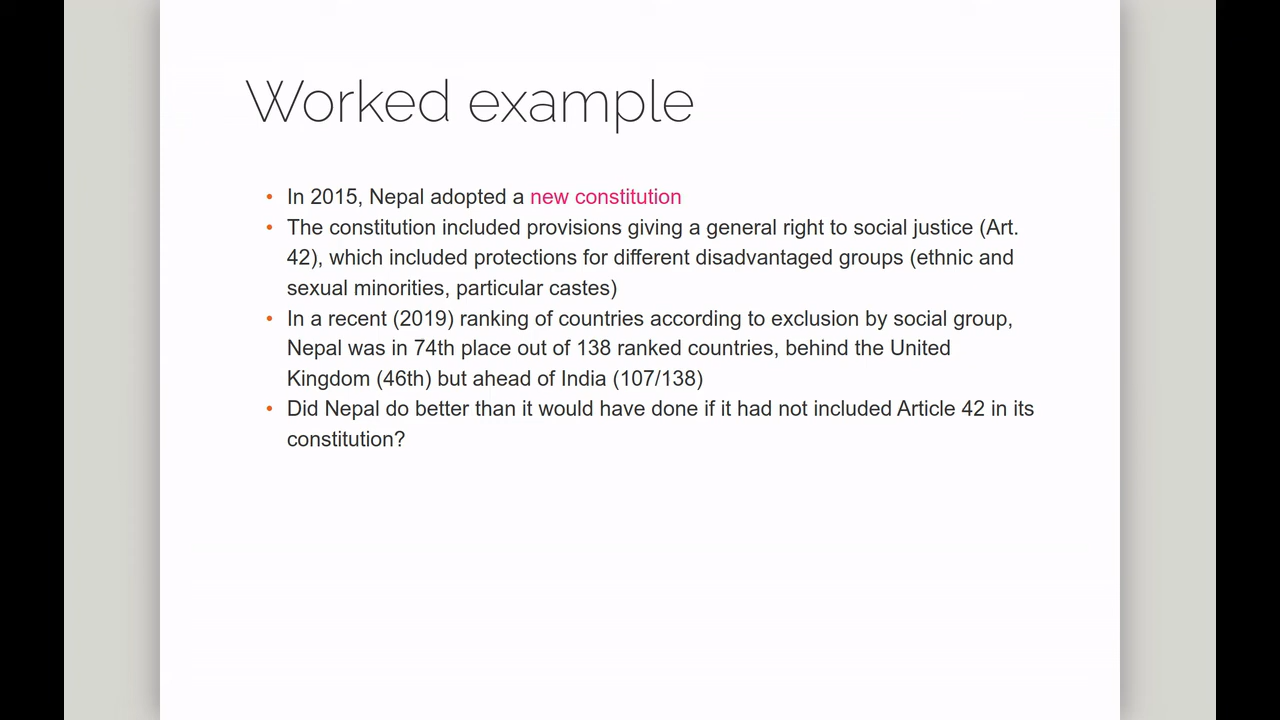 Worked example
• In 2015, Nepal adopted a new constitution
• The constitution included provisions giving a general right to social justice (Art.
42), which included protections for different disadvantaged groups (ethnic and
sexual minorities, particular castes)
• In a recent (2019) ranking of countries according to exclusion by social group,
Nepal was in 74th place out of 138 ranked countries, behind the United
Kingdom (46th) but ahead of India (107/138)
• Did Nepal do better than it would have done if it had not included Article 42 in its
constitution?